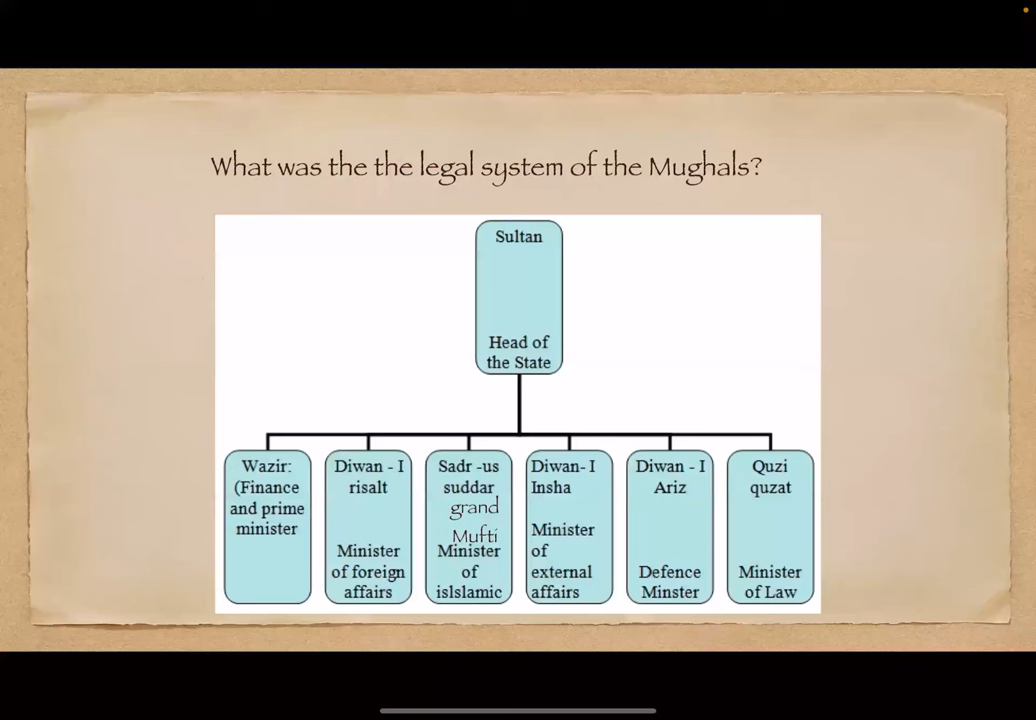 What was the the legal system of the Mughals?
Sultan
Head of
the State
Wazir:
(Finance
and prime
minister
Diwan - I
risalt
Minister
of foreign
affairs
Sadr -us
suddar
grand
Mufti
Minister
of
islslamic
Diwan- I
Insha
Minister
of
external
affairs
Diwan - I
Ariz
Defence
Minster
Quzi
quzat
Minister
of Law